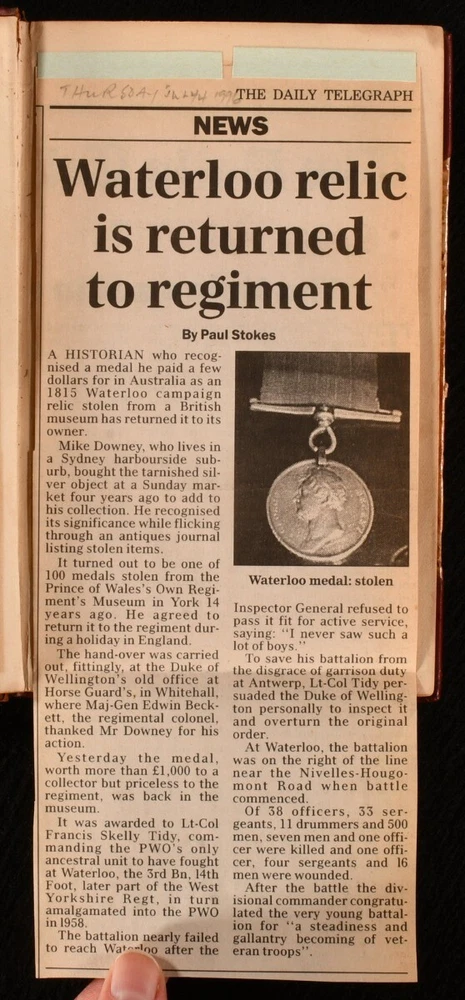 THURSDAY
THE DAILY TELEGRAPH
NEWS
Waterloo relic
is returned
to regiment
By Paul Stokes
A HISTORIAN who recog-
nised a medal he paid a few
dollars for in Australia as an
1815 Waterloo campaign
relic stolen from a British
museum has returned it to its
owner.
Mike Downey, who lives in
a Sydney harbourside sub-
urb, bought the tarnished sil-
ver object at a Sunday mar-
ket four years ago to add to
his collection. He recognised
its significance while flicking
through an antiques journal
listing stolen items.
It turned out to be one of
100 medals stolen from the
Prince of Wales's Own Regi-
ment's Museum in York 14
years ago. He agreed to
return it to the regiment dur-
ing a holiday in England.
The hand-over was carried
out, fittingly, at the Duke of
Wellington's old office at
Horse Guard's, in Whitehall,
where Maj-Gen Edwin Beck-
ett, the regimental colonel,
thanked Mr Downey for his
action.
Yesterday the medal,
worth more than £1,000 to a
collector but priceless to the
regiment, was back in the
museum.
It was awarded to Lt-Col
Francis Skelly Tidy, com-
manding the PWO's only
ancestral unit to have fought
at Waterloo, the 3rd Bn, 14th
Foot, later part of the West
Yorkshire Regt, in turn
amalgamated into the PWO
in 1958.
The battalion nearly failed
to reach Waterloo after the
Waterloo medal: stolen
Inspector General refused to
pass it fit for active service,
saying: "I never saw such a
lot of boys."
To save his battalion from
the disgrace of garrison duty
at Antwerp, Lt-Col Tidy per-
suaded the Duke of Welling-
ton personally to inspect it
and overturn the original
order.
At Waterloo, the battalion
was on the right of the line
near the Nivelles-Hougo-
mont Road when battle
commenced.
Of 38 officers, 33 ser-
geants, 11 drummers and 500
men, seven men and one offi-
cer were killed and one offi-
cer, four sergeants and 16
men were wounded.
After the battle the div-
isional commander congratu-
lated the very young battal-
ion for "a steadiness and
gallantry becoming of vet-
eran troops".